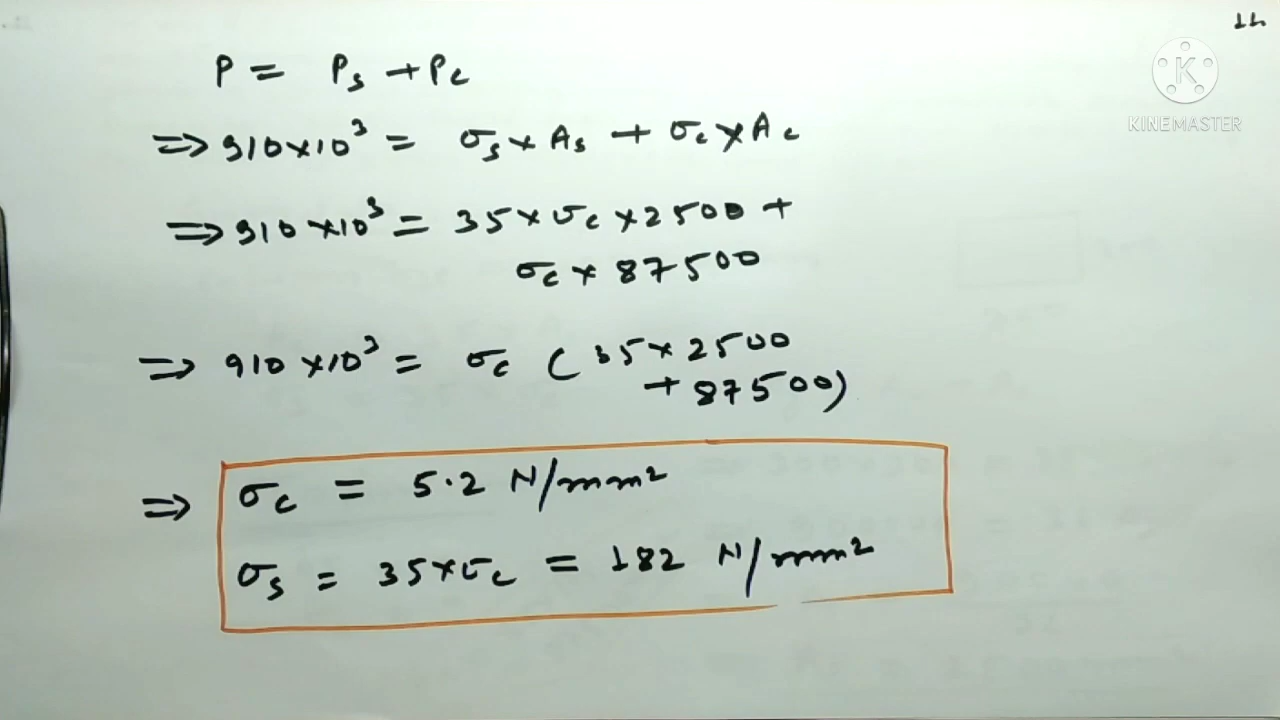 14
K
KINEMASTER
P = Ps + Pc
⇒ 910×10³ = σs × As + σc × Ac
⇒ 910×10³ = 35×σc×2500 +
σc × 87500
⇒ 910×10³ = σc (35×2500
+87500)
⇒ σc = 5.2 N/mm²
σs = 35×σc = 182 N/mm²